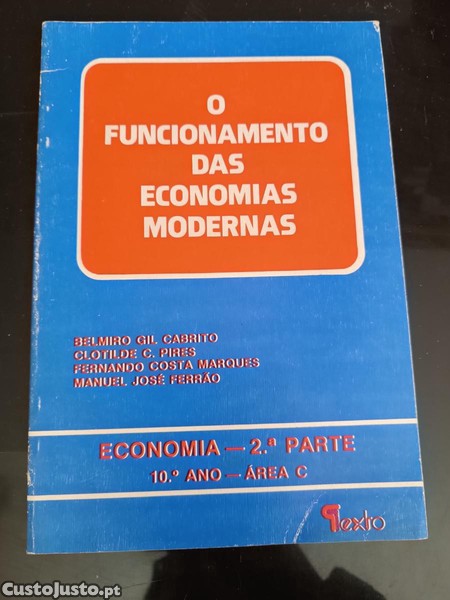 O
FUNCIONAMENTO
DAS
ECONOMIAS
MODERNAS
BELMIRO GIL CABRITO
CLOTILDE C. PIRES
FERNANDO COSTA MARQUES
MANUEL JOSÉ FERRÃO
ECONOMIA — 2.ª PARTE
10.º ANO — ÁREA C
Texto
CustoJusto.pt